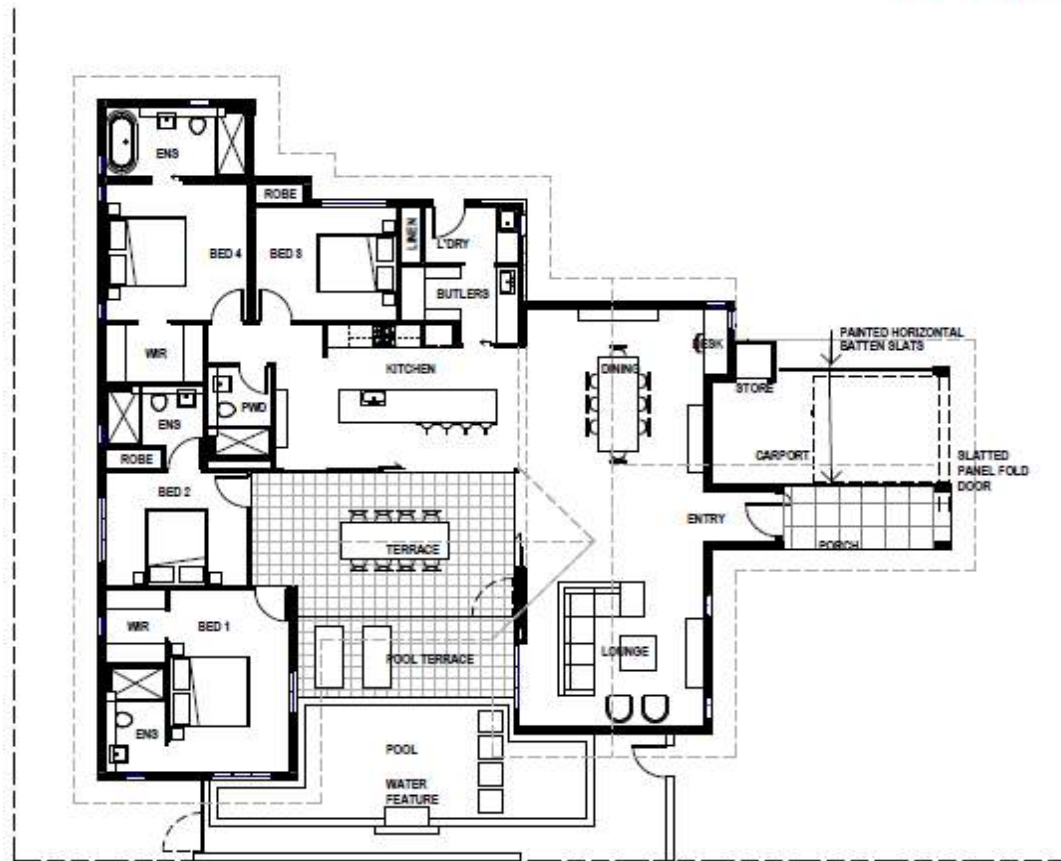 ENS
ROBE
LINEN
L'DRY
BED 4
BED 3
BUTLERS
PAINTED HORIZONTAL
BATTEN SLATS
DESK
WIR
KITCHEN
DINING
STORE
PWD
ENS
ROBE
CARPORT
SLATTED
PANEL FOLD
DOOR
BED 2
ENTRY
TERRACE
PORCH
WIR
BED 1
LOUNGE
POOL TERRACE
ENS
POOL
WATER
FEATURE